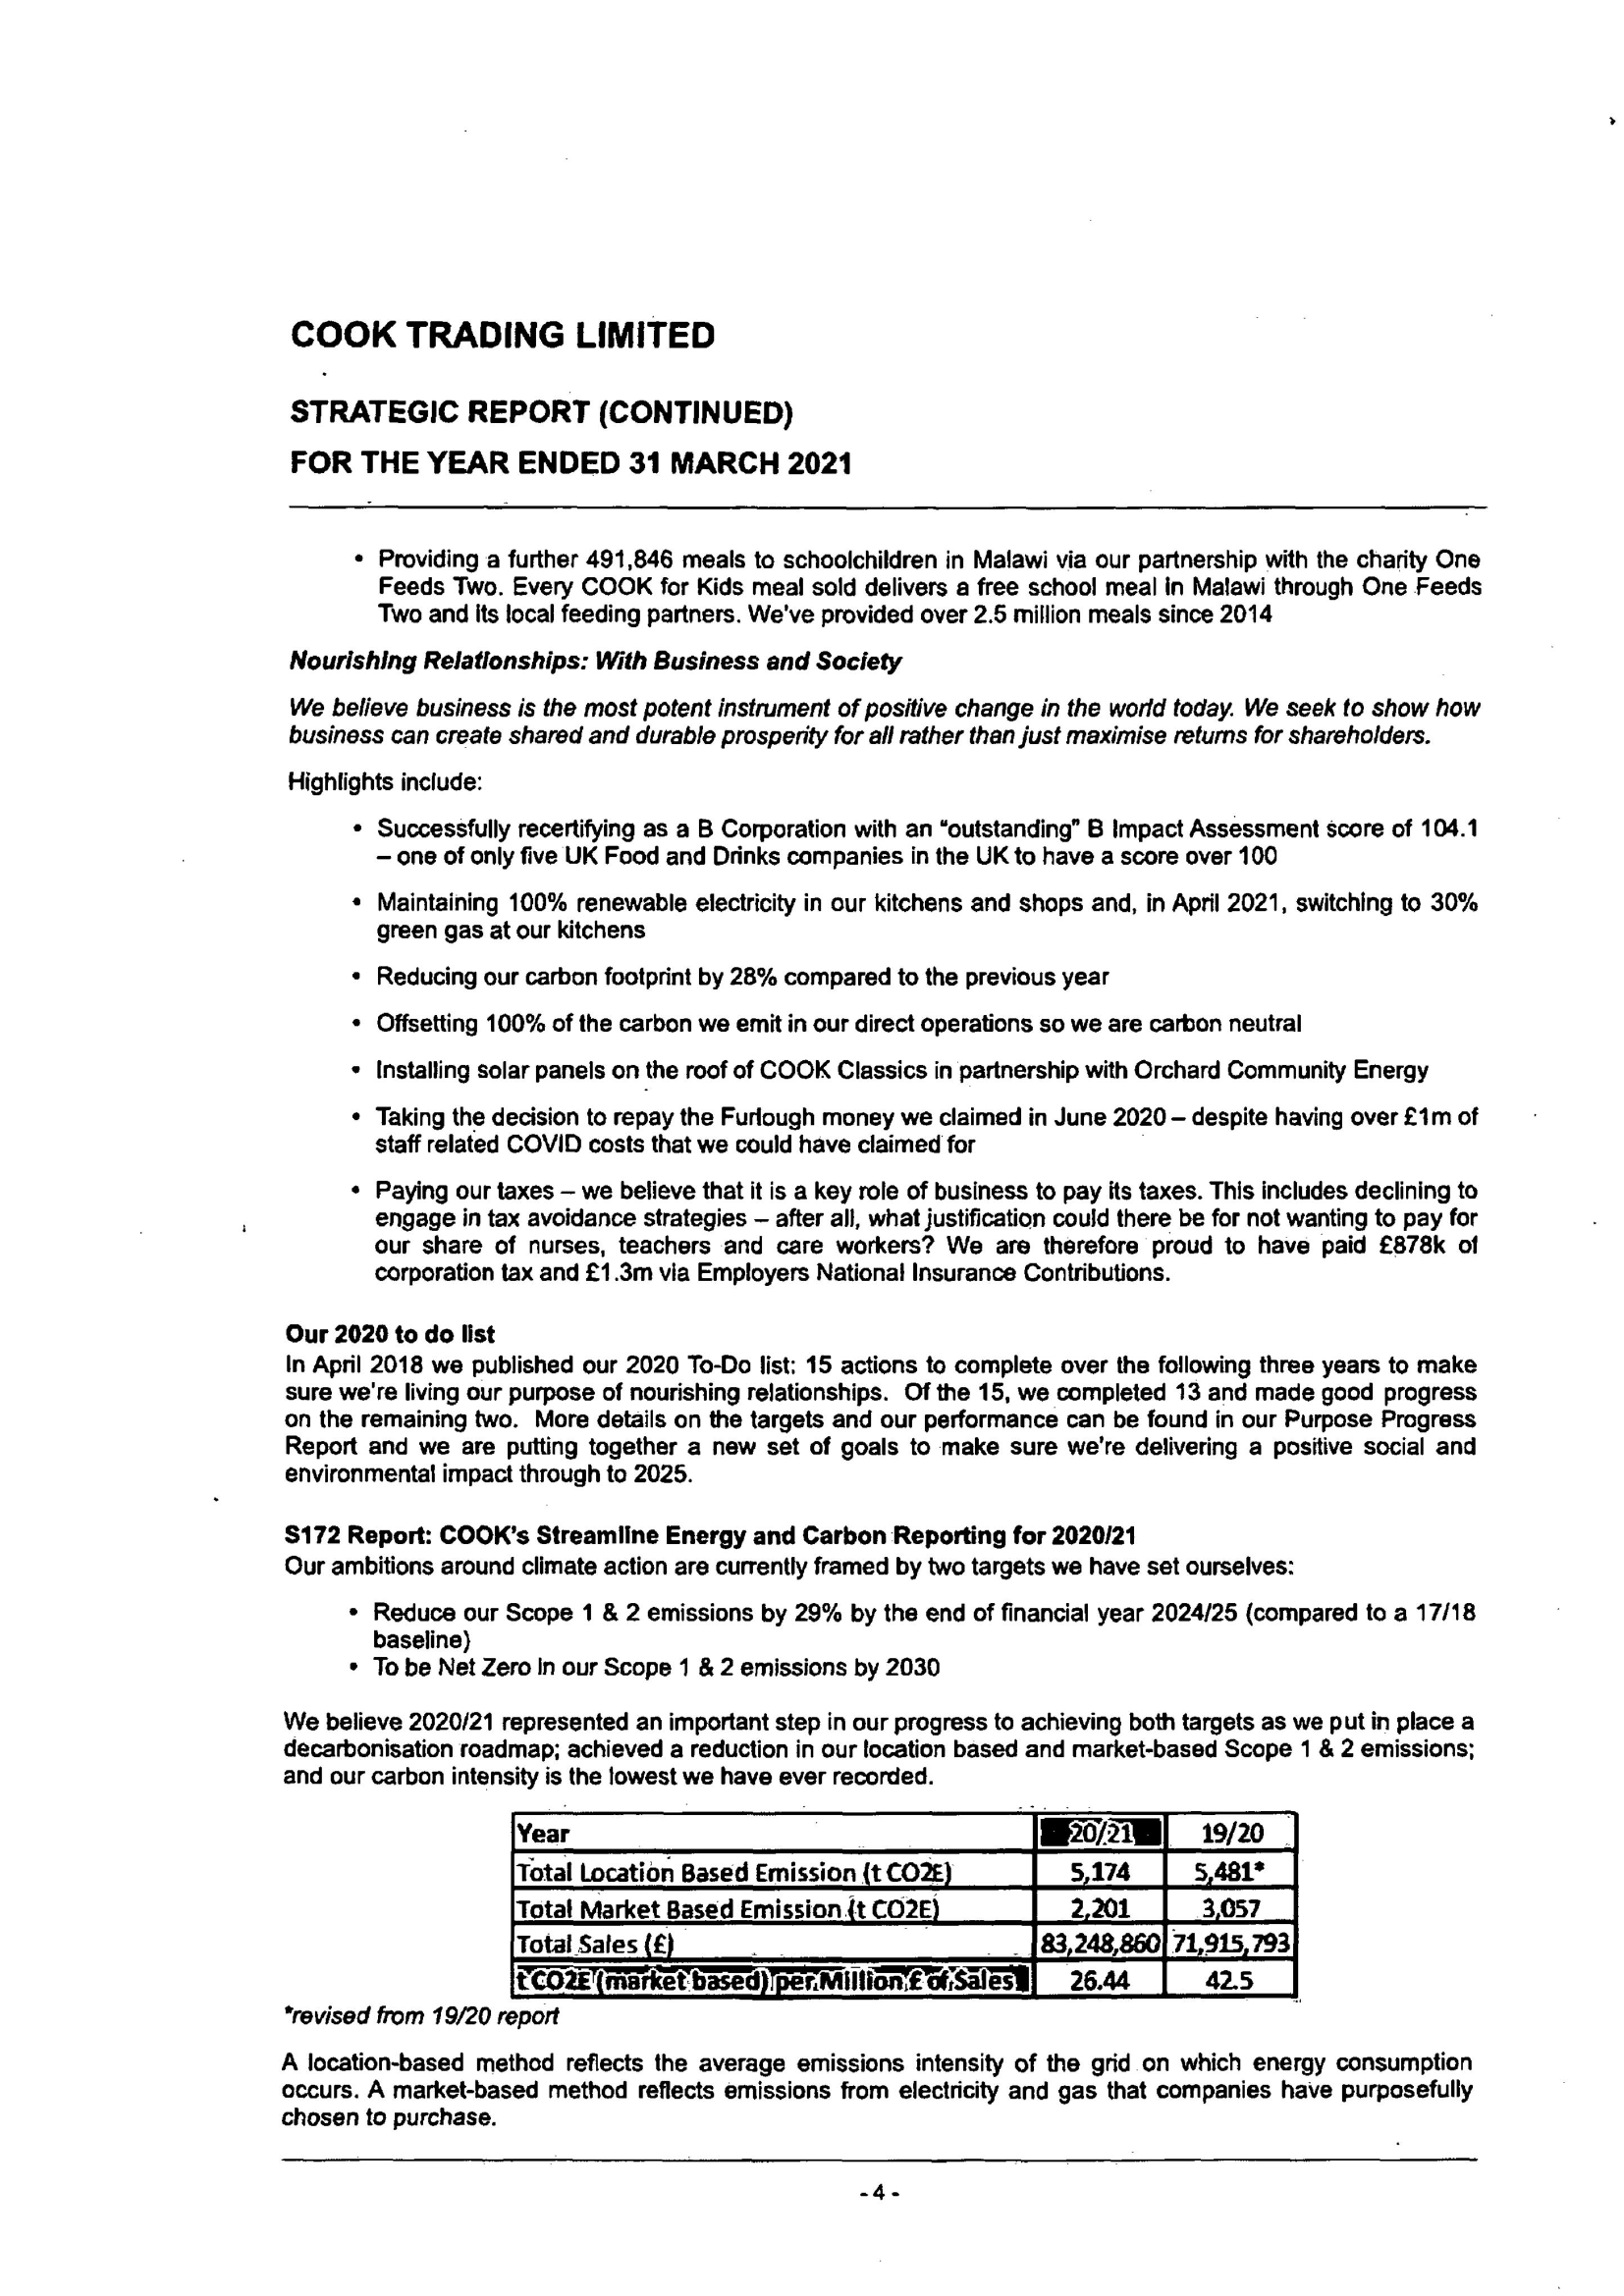 COOK TRADING LIMITED
STRATEGIC REPORT (CONTINUED)
FOR THE YEAR ENDED 31 MARCH 2021
• Providing a further 491,846 meals to schoolchildren in Malawi via our partnership with the charity One
Feeds Two. Every COOK for Kids meal sold delivers a free school meal in Malawi through One Feeds
Two and its local feeding partners. We've provided over 2.5 million meals since 2014
Nourishing Relationships: With Business and Society
We believe business is the most potent instrument of positive change in the world today. We seek to show how
business can create shared and durable prosperity for all rather than just maximise returns for shareholders.
Highlights include:
• Successfully recertifying as a B Corporation with an “outstanding” B Impact Assessment score of 104.1
– one of only five UK Food and Drinks companies in the UK to have a score over 100
• Maintaining 100% renewable electricity in our kitchens and shops and, in April 2021, switching to 30%
green gas at our kitchens
• Reducing our carbon footprint by 28% compared to the previous year
• Offsetting 100% of the carbon we emit in our direct operations so we are carbon neutral
• Installing solar panels on the roof of COOK Classics in partnership with Orchard Community Energy
• Taking the decision to repay the Furlough money we claimed in June 2020 – despite having over £1m of
staff related COVID costs that we could have claimed for
• Paying our taxes – we believe that it is a key role of business to pay its taxes. This includes declining to
engage in tax avoidance strategies – after all, what justification could there be for not wanting to pay for
our share of nurses, teachers and care workers? We are therefore proud to have paid £878k of
corporation tax and £1.3m via Employers National Insurance Contributions.
Our 2020 to do list
In April 2018 we published our 2020 To-Do list: 15 actions to complete over the following three years to make
sure we're living our purpose of nourishing relationships. Of the 15, we completed 13 and made good progress
on the remaining two. More details on the targets and our performance can be found in our Purpose Progress
Report and we are putting together a new set of goals to make sure we're delivering a positive social and
environmental impact through to 2025.
S172 Report: COOK's Streamline Energy and Carbon Reporting for 2020/21
Our ambitions around climate action are currently framed by two targets we have set ourselves:
• Reduce our Scope 1 & 2 emissions by 29% by the end of financial year 2024/25 (compared to a 17/18
baseline)
• To be Net Zero in our Scope 1 & 2 emissions by 2030
We believe 2020/21 represented an important step in our progress to achieving both targets as we put in place a
decarbonisation roadmap; achieved a reduction in our location based and market-based Scope 1 & 2 emissions;
and our carbon intensity is the lowest we have ever recorded.
Year 20/21 19/20
Total Location Based Emission (t CO2E) 5,174 5,481*
Total Market Based Emission (t CO2E) 2,201 3,057
Total Sales (£) 83,248,860 71,915,793
t CO2E (market based) per Million £ of Sales 26.44 42.5
*revised from 19/20 report
A location-based method reflects the average emissions intensity of the grid on which energy consumption
occurs. A market-based method reflects emissions from electricity and gas that companies have purposefully
chosen to purchase.
- 4 -